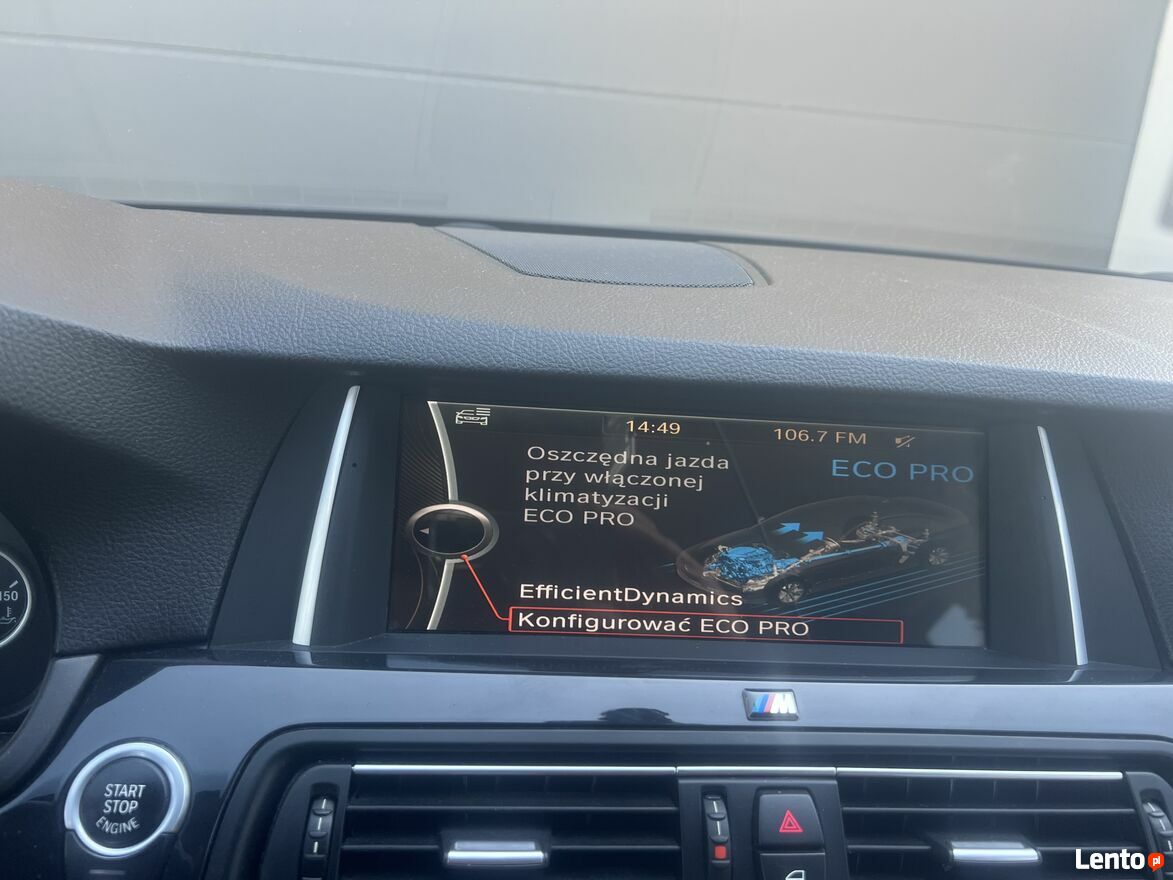 14:49
106.7 FM
Oszczędna jazda
przy włączonej
klimatyzacji
ECO PRO
ECO PRO
EfficientDynamics
Konfigurować ECO PRO
150
M
START
STOP
ENGINE
Lento.pl